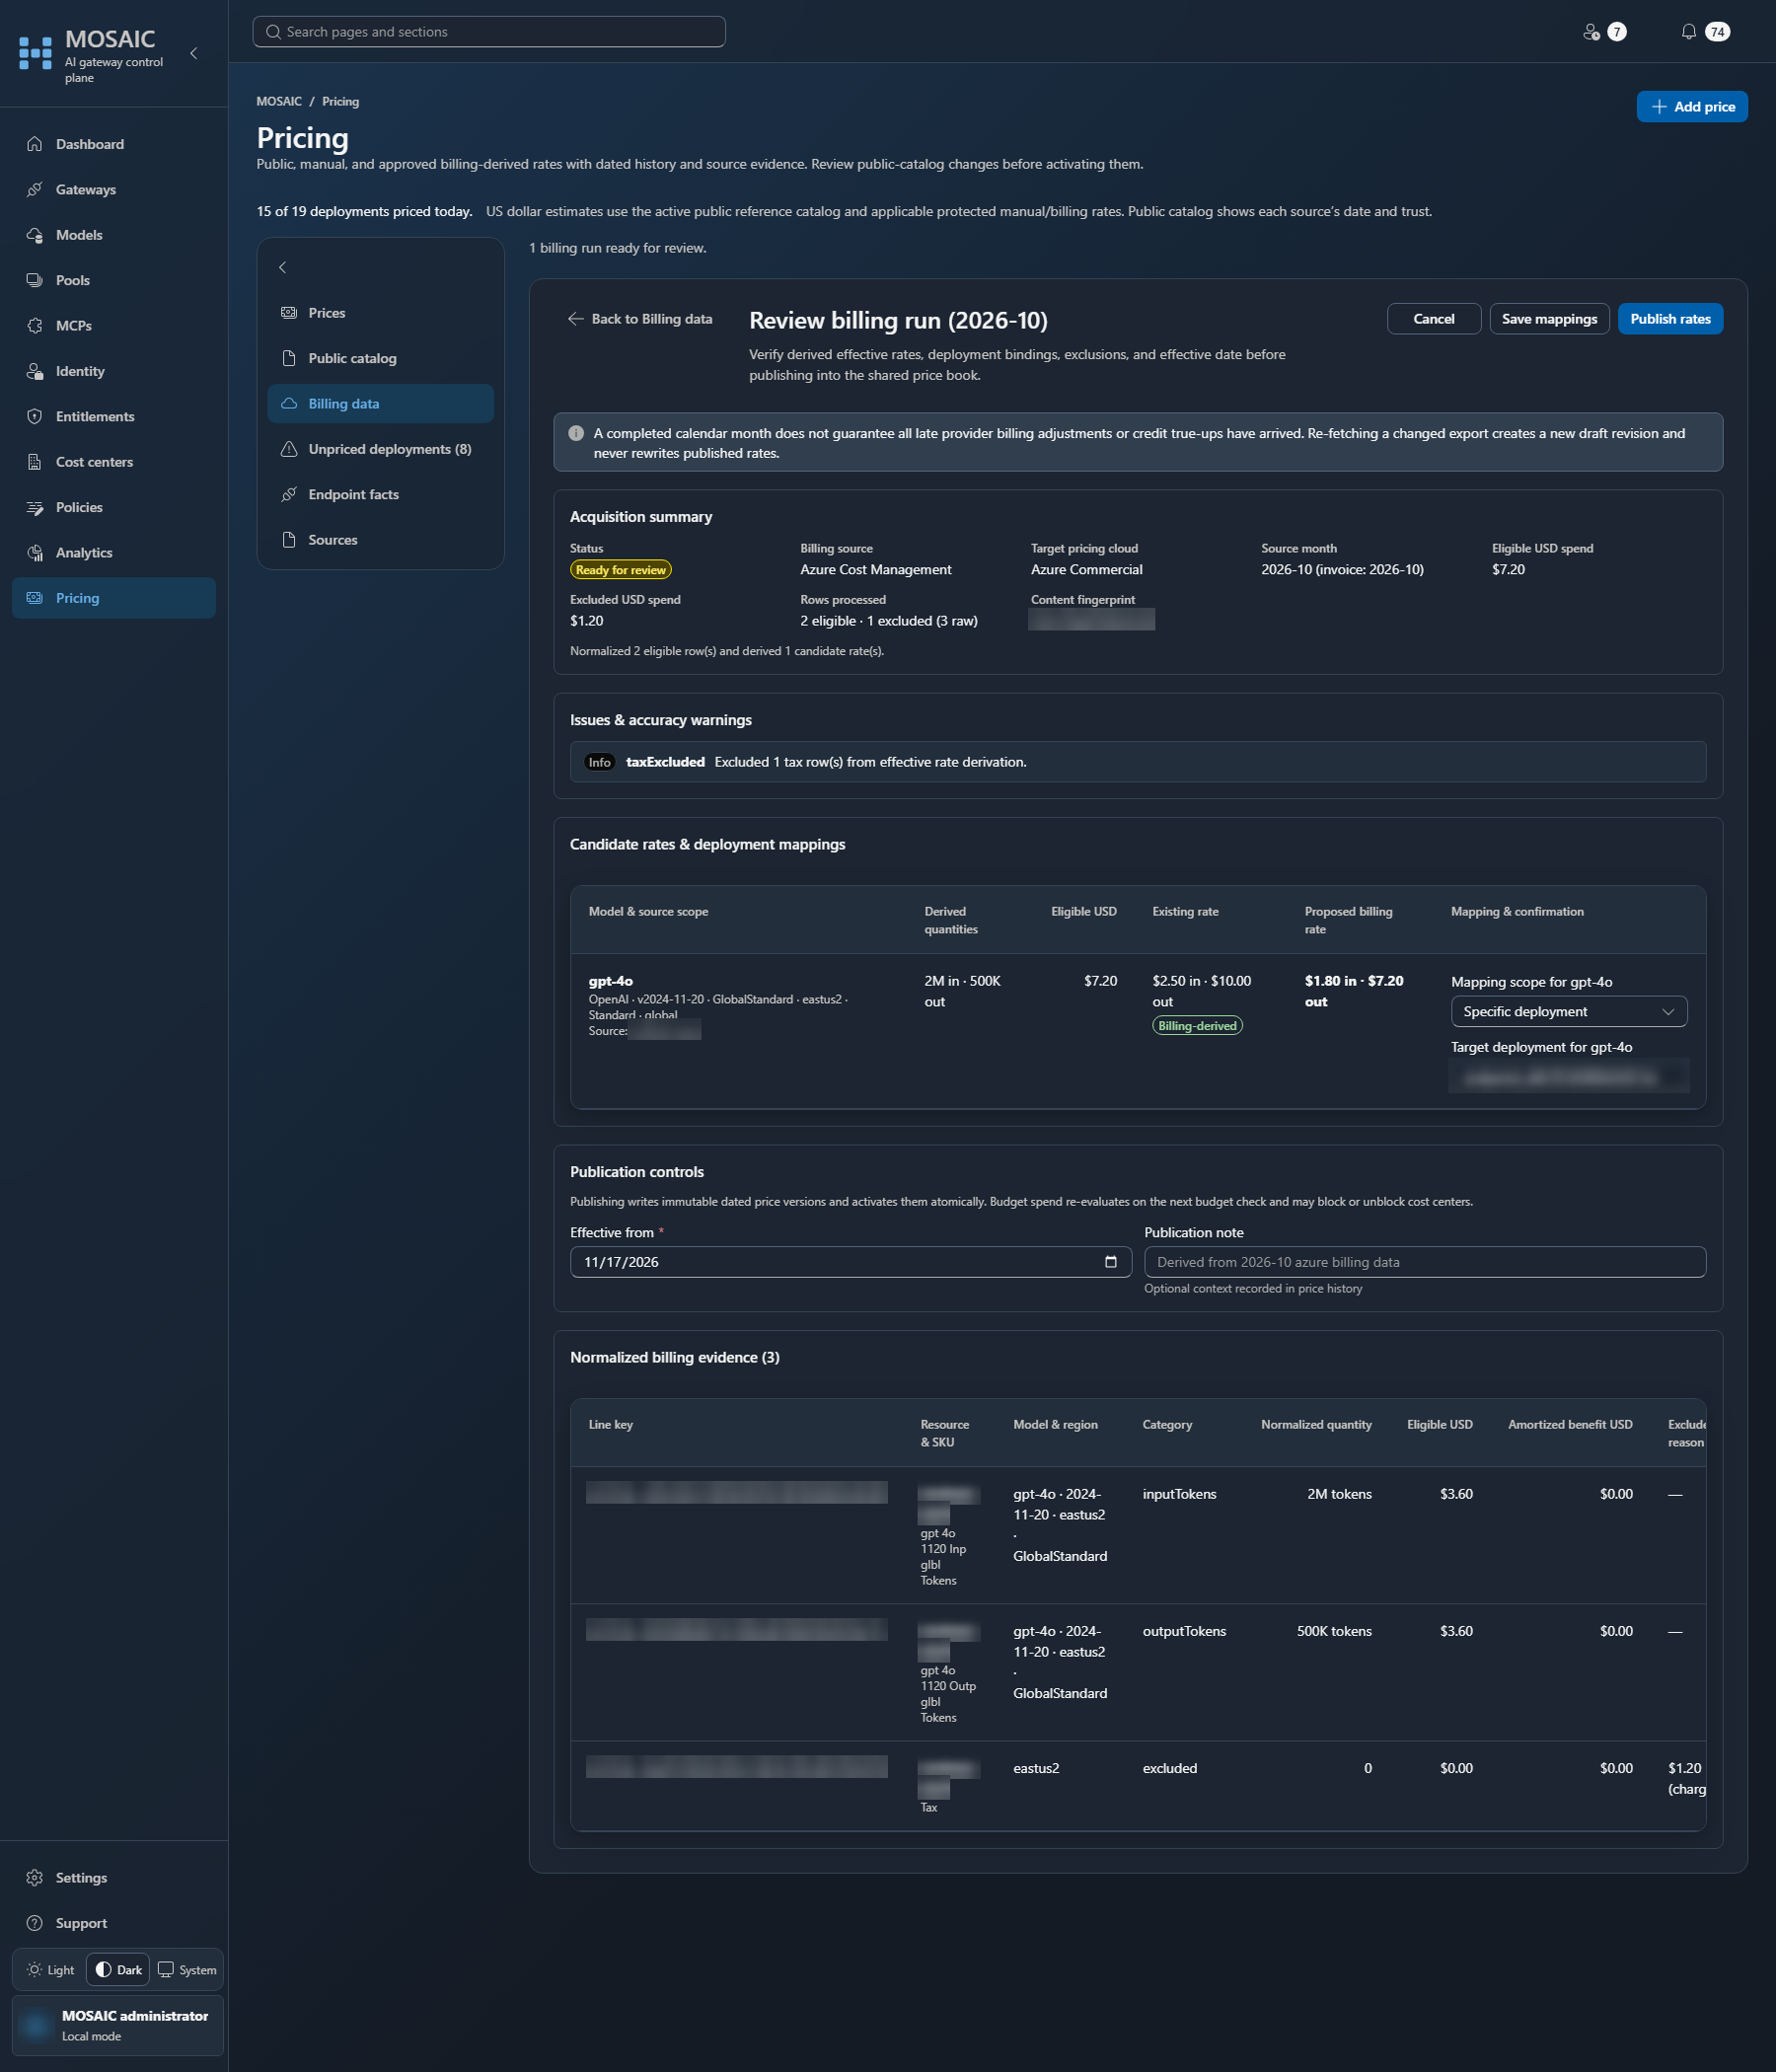 MOSAIC
AI gateway control
plane
Search pages and sections
7
74
Dashboard
Gateways
Models
Pools
MCPs
Identity
Entitlements
Cost centers
Policies
Analytics
Pricing
Settings
Support
Light
Dark
System
MOSAIC administrator
Local mode
MOSAIC / Pricing
Add price
Pricing
Public, manual, and approved billing-derived rates with dated history and source evidence. Review public-catalog changes before activating them.
15 of 19 deployments priced today. US dollar estimates use the active public reference catalog and applicable protected manual/billing rates. Public catalog shows each source's date and trust.
Prices
Public catalog
Billing data
Unpriced deployments (8)
Endpoint facts
Sources
1 billing run ready for review.
Back to Billing data
Review billing run (2026-10)
Cancel
Save mappings
Publish rates
Verify derived effective rates, deployment bindings, exclusions, and effective date before
publishing into the shared price book.
A completed calendar month does not guarantee all late provider billing adjustments or credit true-ups have arrived. Re-fetching a changed export creates a new draft revision and
never rewrites published rates.
Acquisition summary
Status
Ready for review
Billing source
Azure Cost Management
Target pricing cloud
Azure Commercial
Source month
2026-10 (invoice: 2026-10)
Eligible USD spend
$7.20
Excluded USD spend
$1.20
Rows processed
2 eligible · 1 excluded (3 raw)
Content fingerprint
Normalized 2 eligible row(s) and derived 1 candidate rate(s).
Issues & accuracy warnings
Info taxExcluded Excluded 1 tax row(s) from effective rate derivation.
Candidate rates & deployment mappings
Model & source scope
Derived
quantities
Eligible USD
Existing rate
Proposed billing
rate
Mapping & confirmation
gpt-4o
OpenAI · v2024-11-20 · GlobalStandard · eastus2 ·
Standard · global
Source:
2M in · 500K
out
$7.20
$2.50 in · $10.00
out
Billing-derived
$1.80 in · $7.20
out
Mapping scope for gpt-4o
Specific deployment
Target deployment for gpt-4o
Publication controls
Publishing writes immutable dated price versions and activates them atomically. Budget spend re-evaluates on the next budget check and may block or unblock cost centers.
Effective from *
11/17/2026
Publication note
Derived from 2026-10 azure billing data
Optional context recorded in price history
Normalized billing evidence (3)
Line key
Resource
& SKU
Model & region
Category
Normalized quantity
Eligible USD
Amortized benefit USD
Exclude
reason
gpt 4o
1120 Inp
glbl
Tokens
gpt-4o · 2024-
11-20 · eastus2
·
GlobalStandard
inputTokens
2M tokens
$3.60
$0.00
—
gpt 4o
1120 Outp
glbl
Tokens
gpt-4o · 2024-
11-20 · eastus2
·
GlobalStandard
outputTokens
500K tokens
$3.60
$0.00
—
Tax
eastus2
excluded
0
$0.00
$0.00
$1.20
(charg